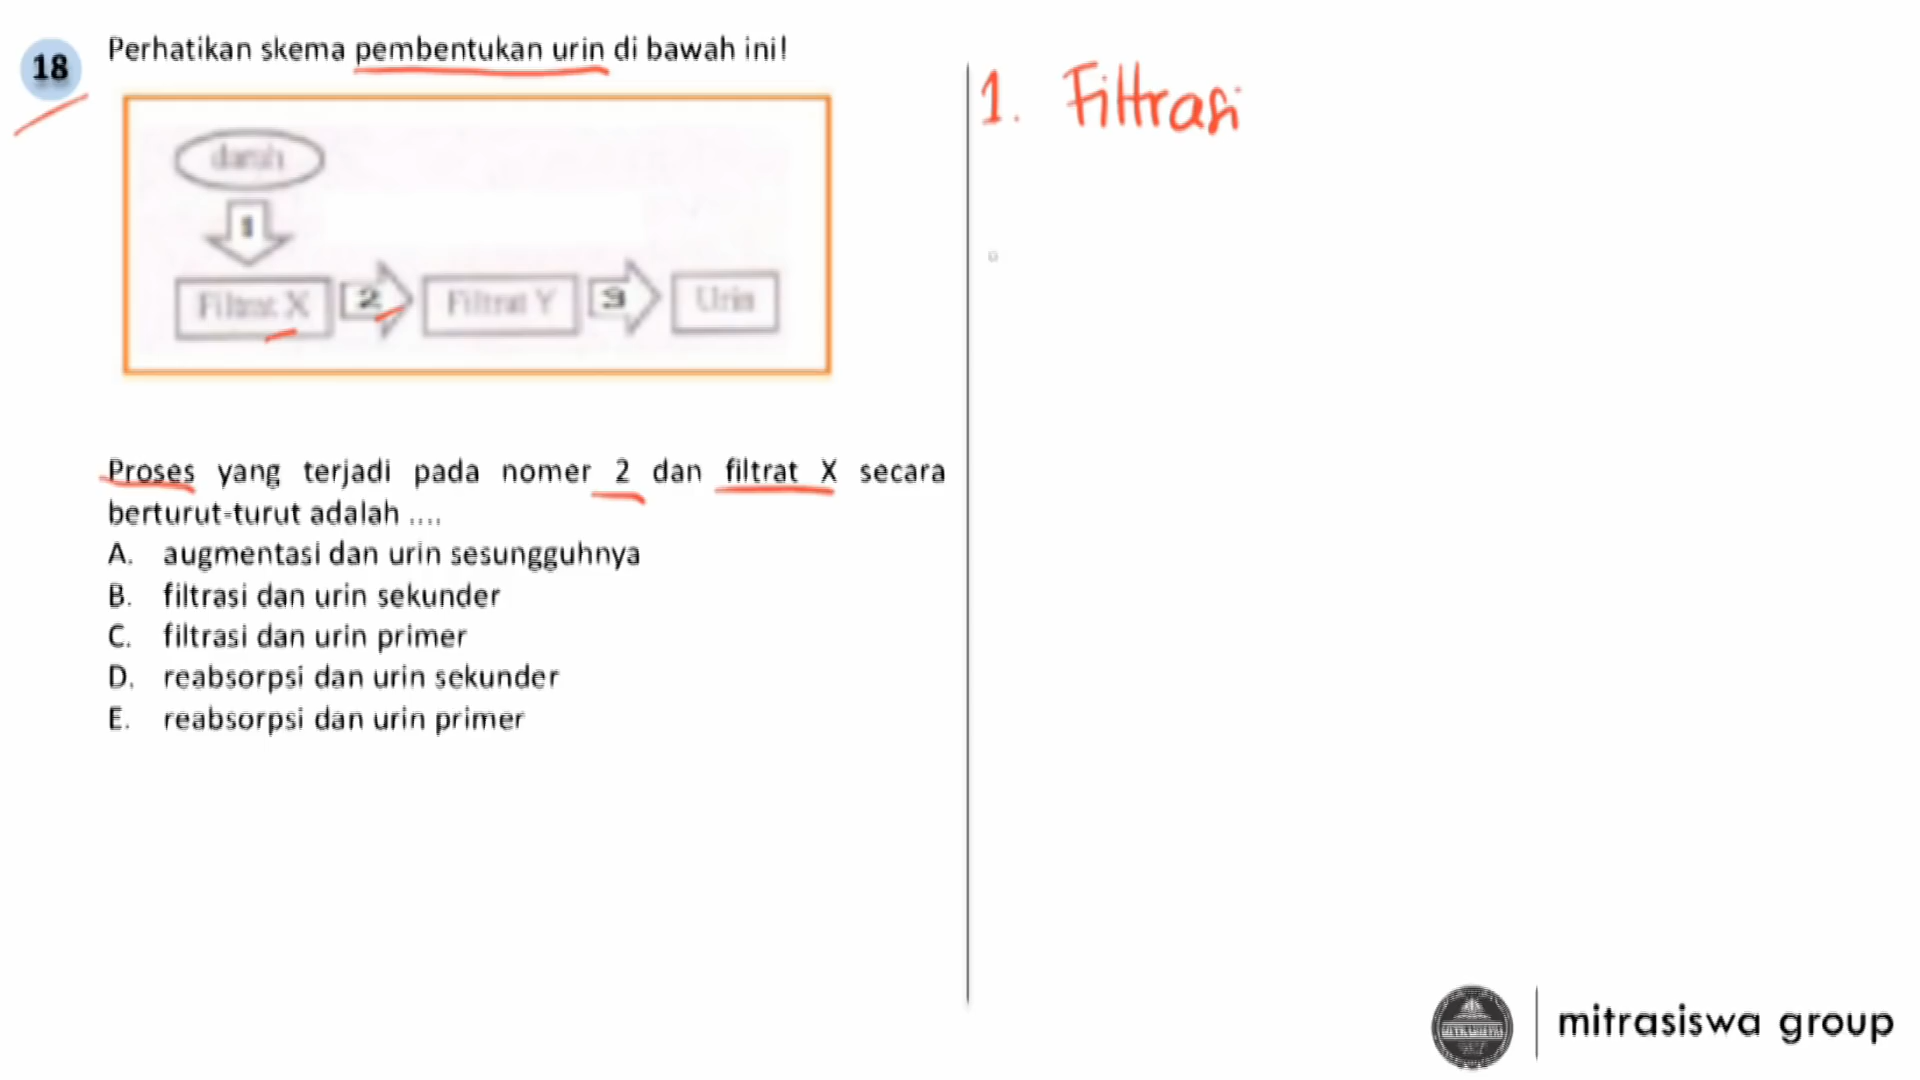 18
Perhatikan skema pembentukan urin di bawah ini!
darah
1
Filtrat X
2
Filtrat Y
3
Urin
Proses yang terjadi pada nomer 2 dan filtrat X secara
berturut-turut adalah ....
A. augmentasi dan urin sesungguhnya
B. filtrasi dan urin sekunder
C. filtrasi dan urin primer
D. reabsorpsi dan urin sekunder
E. reabsorpsi dan urin primer
1. Filtrasi
mitrasiswa group